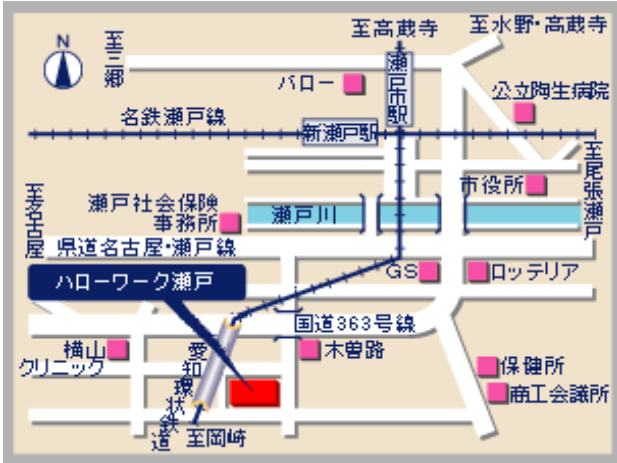 至高蔵寺
至水野・高蔵寺
N
至三郷
瀬戸市駅
バロー
公立陶生病院
名鉄瀬戸線
新瀬戸駅
至尾張瀬戸
至名古屋
市役所
瀬戸社会保険
事務所
瀬戸川
県道名古屋・瀬戸線
GS
ロッテリア
ハローワーク瀬戸
国道363号線
横山
クリニック
愛知環状鉄道
木曽路
保健所
商工会議所
至岡崎